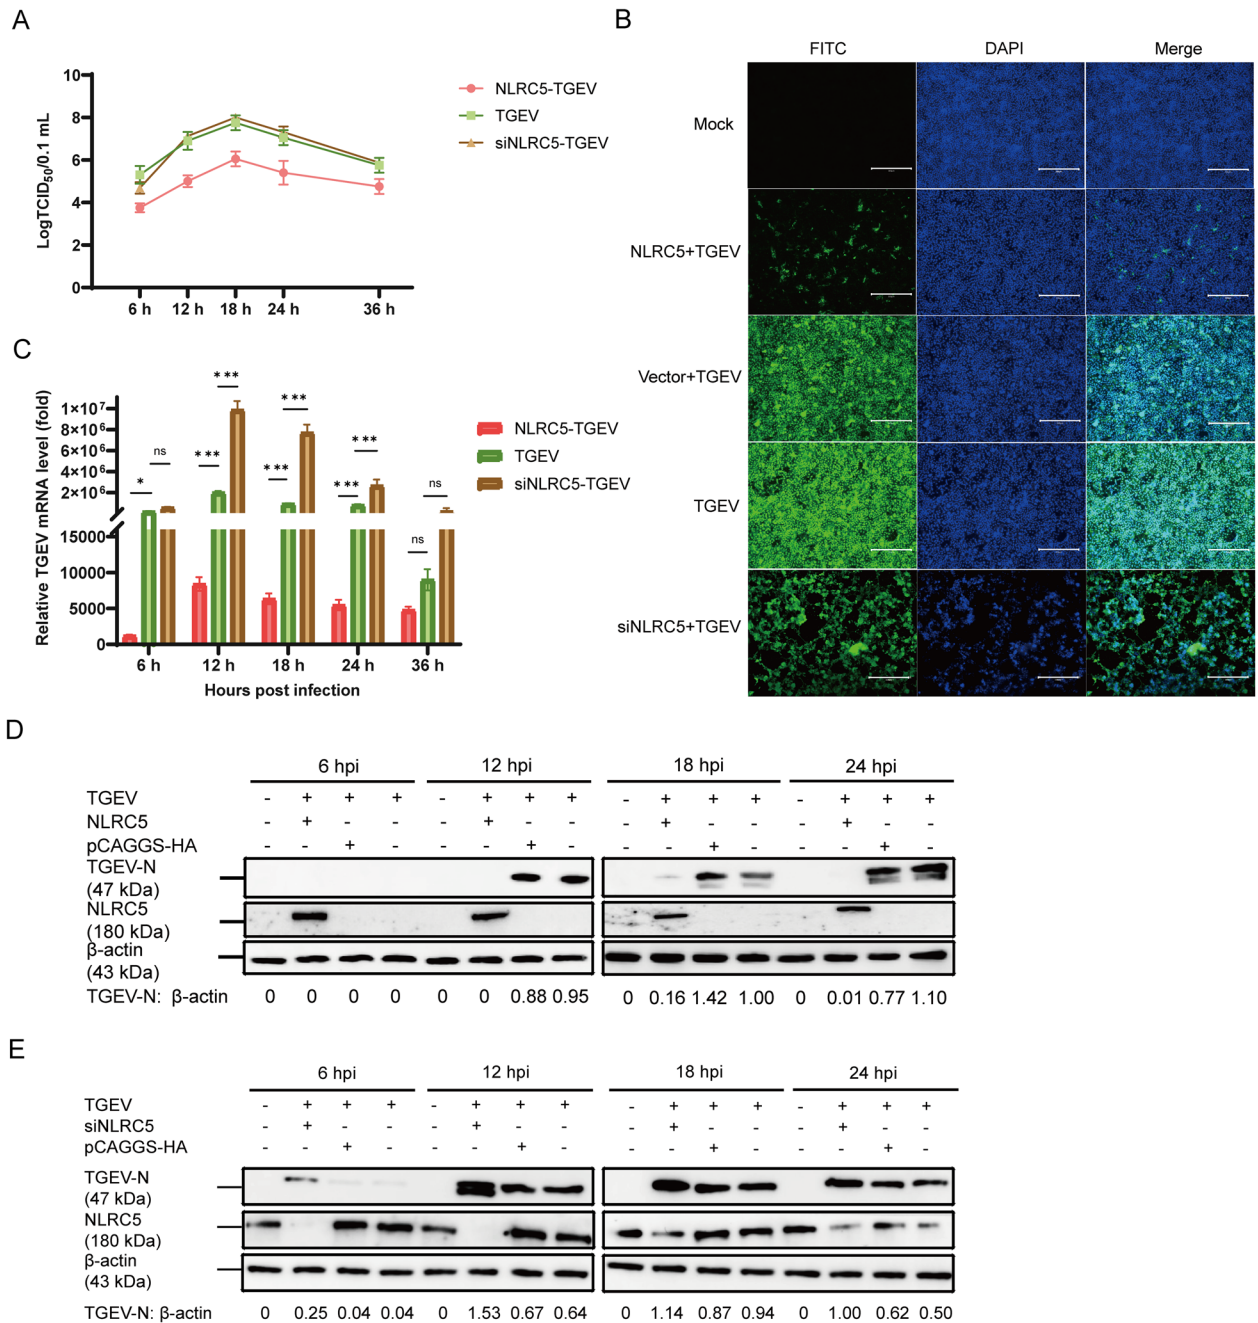 A
10
8
6
4
2
0
LogTCID50/0.1 mL
6 h 12 h 18 h 24 h 36 h
NLRC5-TGEV
TGEV
siNLRC5-TGEV
B
FITC DAPI Merge
Mock
NLRC5+TGEV
Vector+TGEV
TGEV
siNLRC5+TGEV
C
Relative TGEV mRNA level (fold)
1×10⁷
8×10⁶
6×10⁶
4×10⁶
2×10⁶
15000
10000
5000
0
* ns
*** ***
*** ***
*** ***
ns ns
6 h 12 h 18 h 24 h 36 h
Hours post infection
NLRC5-TGEV
TGEV
siNLRC5-TGEV
D
6 hpi 12 hpi 18 hpi 24 hpi
TGEV - + + + - + + + - + + + - + + +
NLRC5 - + - - - + - - - + - - - + - -
pCAGGS-HA - - + - - - + - - - + - - - + -
TGEV-N
(47 kDa)
NLRC5
(180 kDa)
β-actin
(43 kDa)
TGEV-N: β-actin 0 0 0 0 0 0 0.88 0.95 0 0.16 1.42 1.00 0 0.01 0.77 1.10
E
6 hpi 12 hpi 18 hpi 24 hpi
TGEV - + + + - + + + - + + + - + + +
siNLRC5 - + - - - + - - - + - - - + - -
pCAGGS-HA - - + - - - + - - - + - - - + -
TGEV-N
(47 kDa)
NLRC5
(180 kDa)
β-actin
(43 kDa)
TGEV-N: β-actin 0 0.25 0.04 0.04 0 1.53 0.67 0.64 0 1.14 0.87 0.94 0 1.00 0.62 0.50